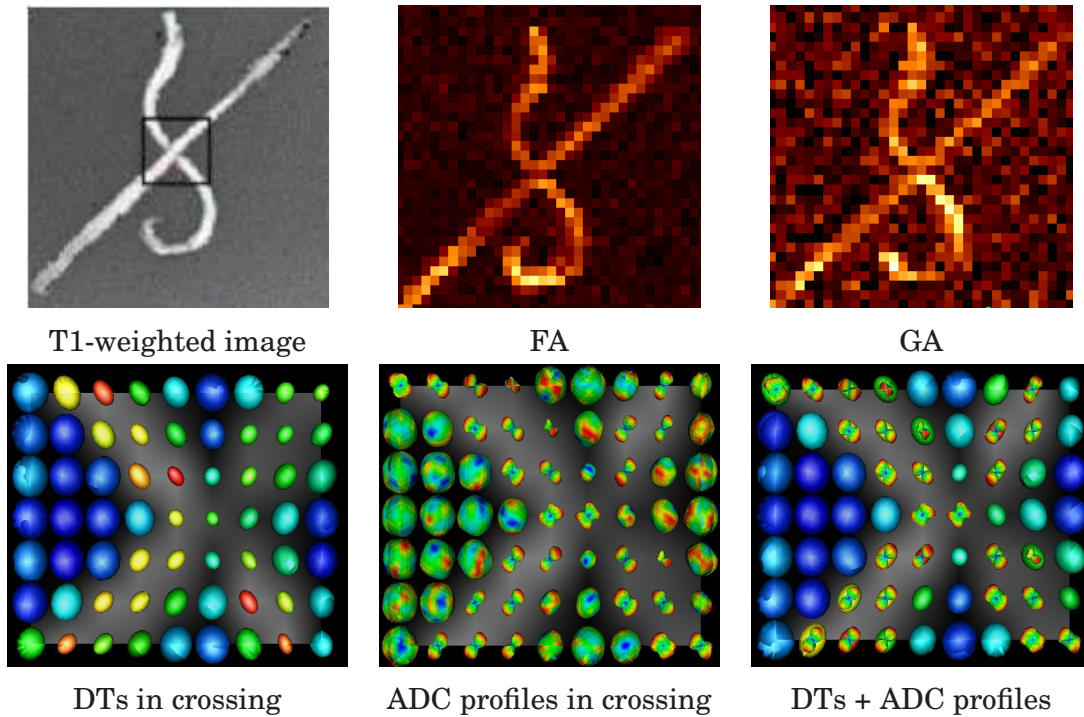 T1-weighted image
FA
GA
DTs in crossing
ADC profiles in crossing
DTs + ADC profiles